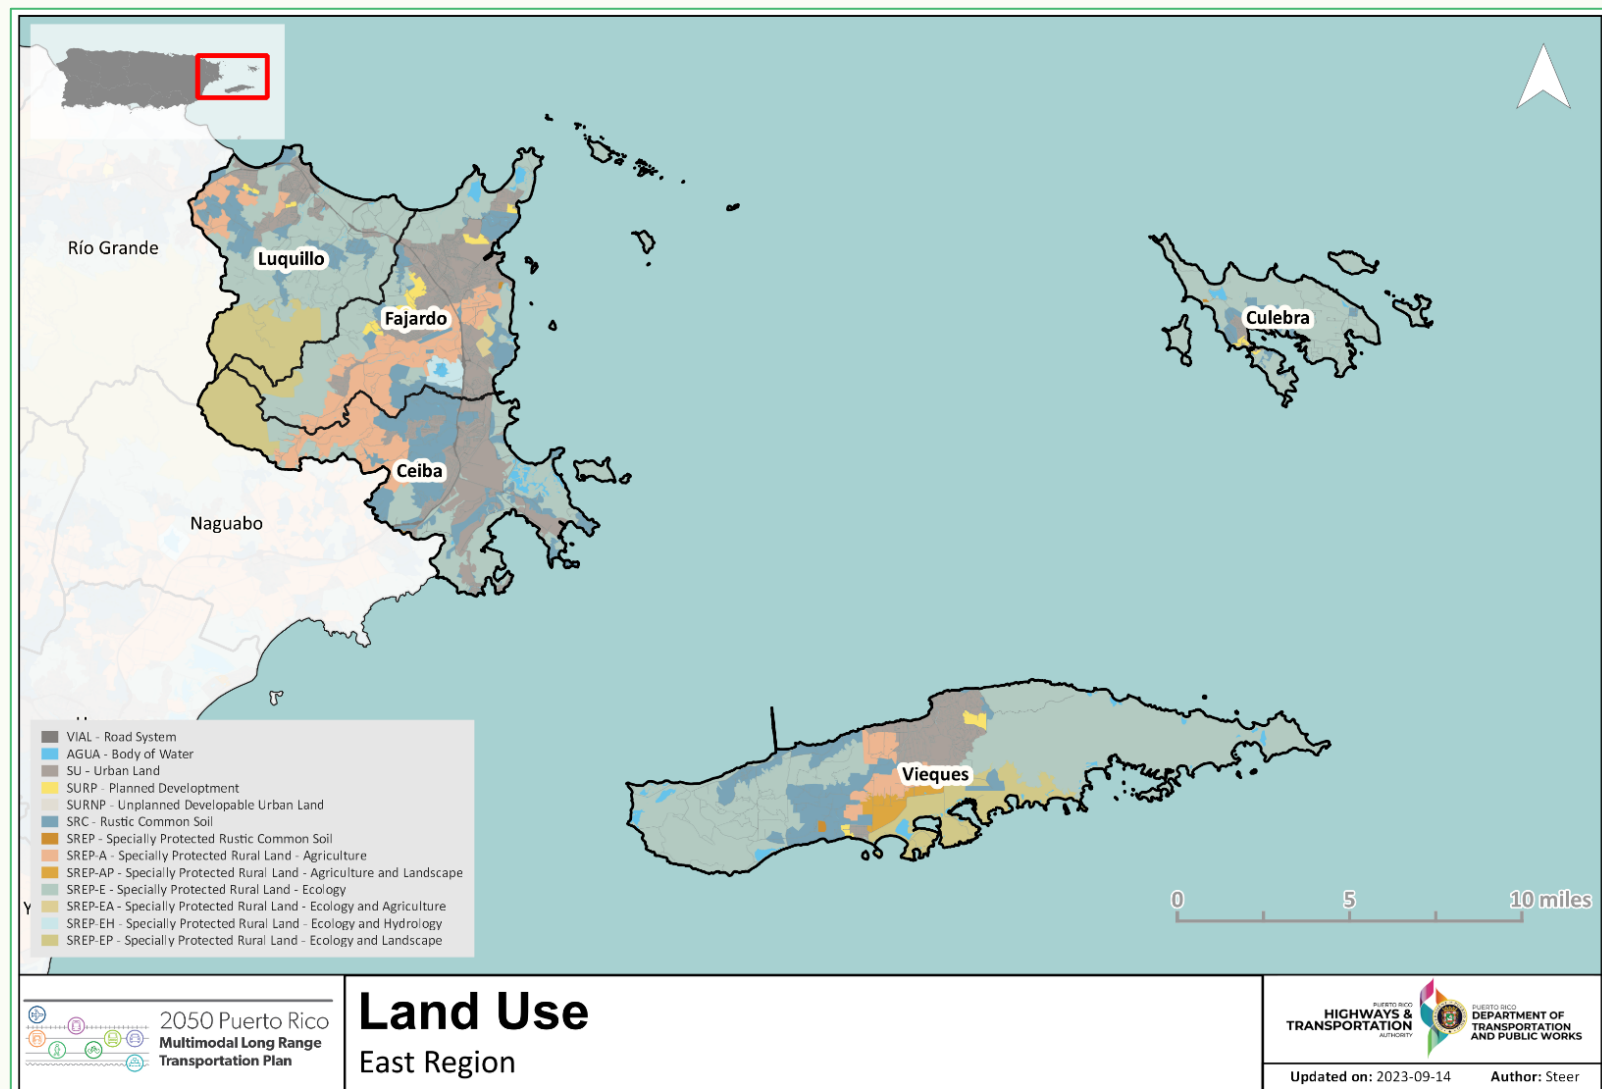 Río Grande
Luquillo
Fajardo
Culebra
Ceiba
Naguabo
Vieques
VIAL - Road System
AGUA - Body of Water
SU - Urban Land
SURP - Planned Development
SURNP - Unplanned Developable Urban Land
SRC - Rustic Common Soil
SREP - Specially Protected Rustic Common Soil
SREP-A - Specially Protected Rural Land - Agriculture
SREP-AP - Specially Protected Rural Land - Agriculture and Landscape
SREP-E - Specially Protected Rural Land - Ecology
SREP-EA - Specially Protected Rural Land - Ecology and Agriculture
SREP-EH - Specially Protected Rural Land - Ecology and Hydrology
SREP-EP - Specially Protected Rural Land - Ecology and Landscape
0 5 10 miles
2050 Puerto Rico
Multimodal Long Range
Transportation Plan
Land Use
East Region
PUERTO RICO
HIGHWAYS &
TRANSPORTATION
AUTHORITY
PUERTO RICO
DEPARTMENT OF
TRANSPORTATION
AND PUBLIC WORKS
Updated on: 2023-09-14 Author: Steer